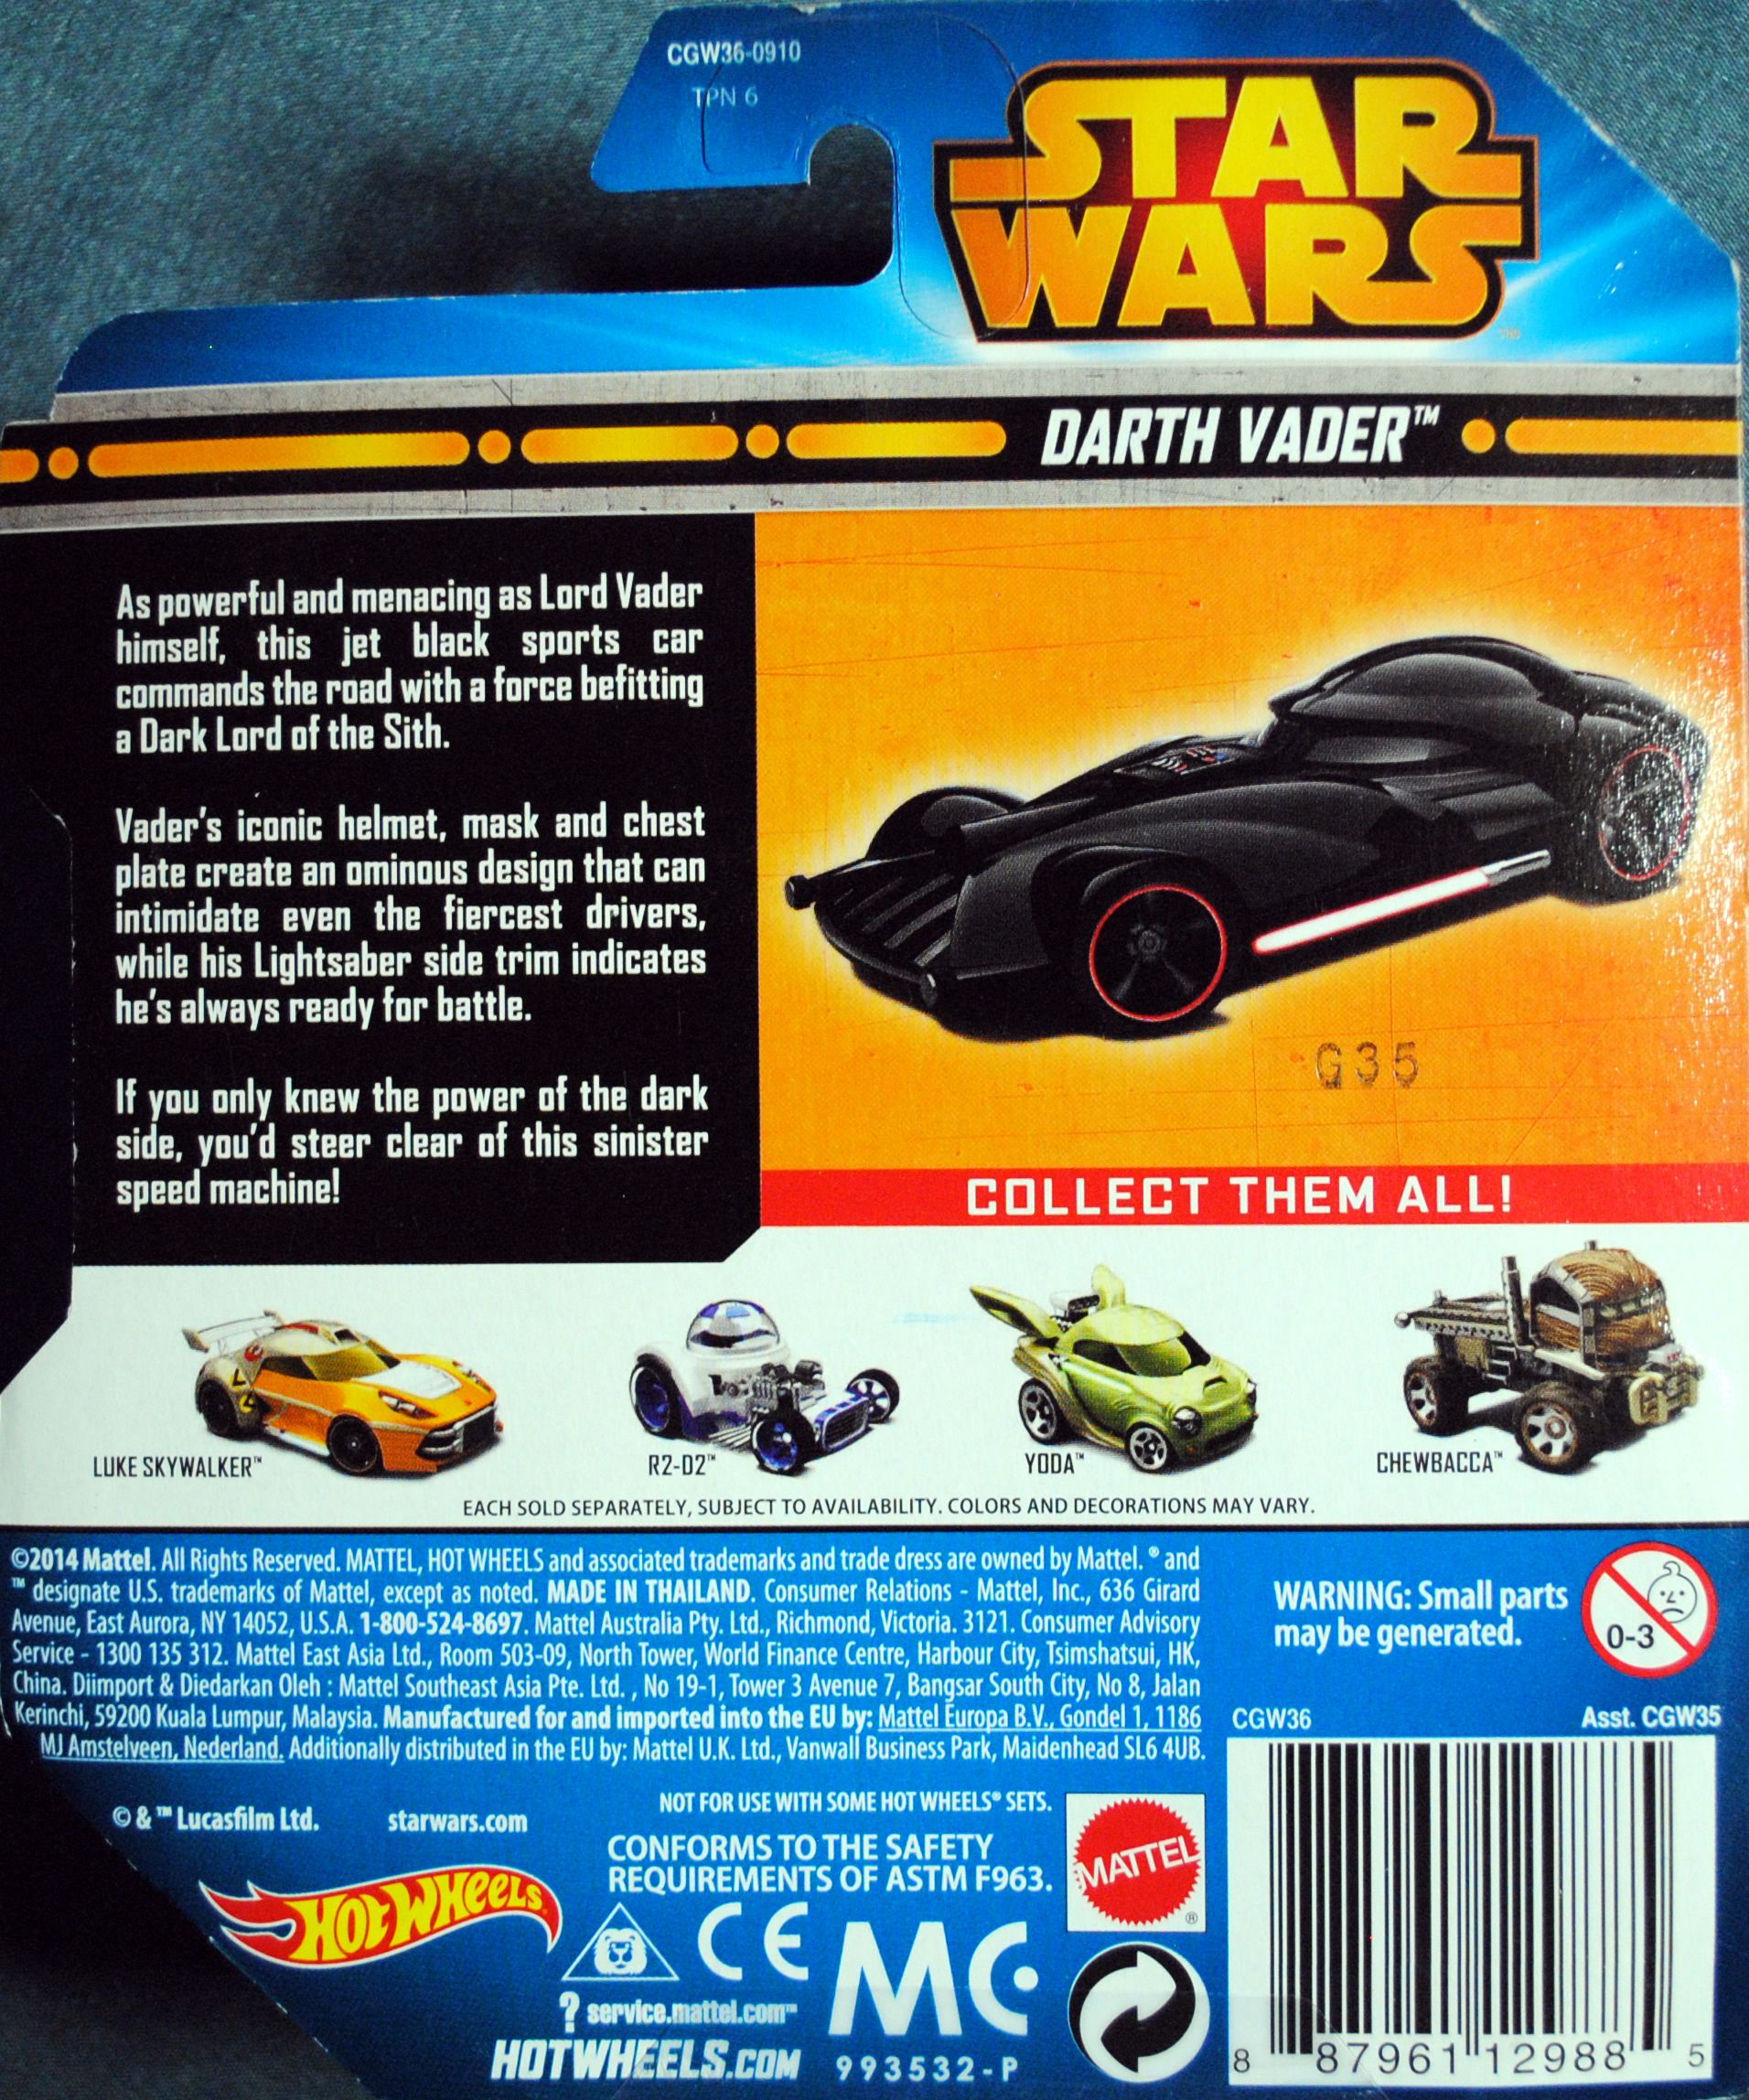 CGW36-0910
TPN 6
STAR
WARS
TM
DARTH VADER™
As powerful and menacing as Lord Vader
himself, this jet black sports car
commands the road with a force befitting
a Dark Lord of the Sith.
Vader's iconic helmet, mask and chest
plate create an ominous design that can
intimidate even the fiercest drivers,
while his Lightsaber side trim indicates
he's always ready for battle.
If you only knew the power of the dark
side, you'd steer clear of this sinister
speed machine!
G35
COLLECT THEM ALL!
LUKE SKYWALKER™
R2-D2™
YODA™
CHEWBACCA™
EACH SOLD SEPARATELY, SUBJECT TO AVAILABILITY. COLORS AND DECORATIONS MAY VARY.
©2014 Mattel. All Rights Reserved. MATTEL, HOT WHEELS and associated trademarks and trade dress are owned by Mattel. ® and
™ designate U.S. trademarks of Mattel, except as noted. MADE IN THAILAND. Consumer Relations - Mattel, Inc., 636 Girard
Avenue, East Aurora, NY 14052, U.S.A. 1-800-524-8697. Mattel Australia Pty. Ltd., Richmond, Victoria. 3121. Consumer Advisory
Service - 1300 135 312. Mattel East Asia Ltd., Room 503-09, North Tower, World Finance Centre, Harbour City, Tsimshatsui, HK,
China. Diimport & Diedarkan Oleh : Mattel Southeast Asia Pte. Ltd. , No 19-1, Tower 3 Avenue 7, Bangsar South City, No 8, Jalan
Kerinchi, 59200 Kuala Lumpur, Malaysia. Manufactured for and imported into the EU by: Mattel Europa B.V., Gondel 1, 1186
MJ Amstelveen, Nederland. Additionally distributed in the EU by: Mattel U.K. Ltd., Vanwall Business Park, Maidenhead SL6 4UB.
WARNING: Small parts
may be generated.
0-3
CGW36
Asst. CGW35
© & ™ Lucasfilm Ltd.
starwars.com
NOT FOR USE WITH SOME HOT WHEELS® SETS.
CONFORMS TO THE SAFETY
REQUIREMENTS OF ASTM F963.
MATTEL
®
HOT WHEELS
CE
MC
? service.mattel.com™
HOTWHEELS.COM
993532-P
8 87961 12988 5